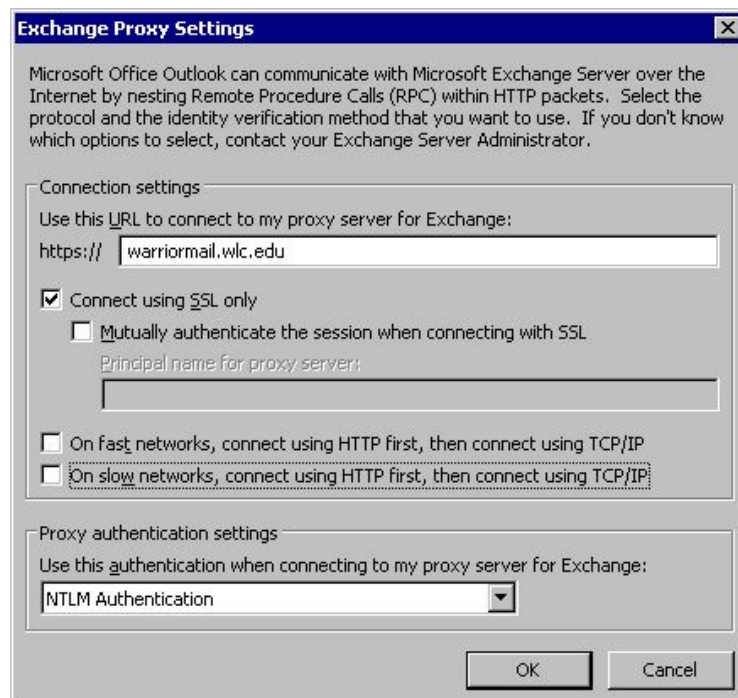 Exchange Proxy Settings
Microsoft Office Outlook can communicate with Microsoft Exchange Server over the
Internet by nesting Remote Procedure Calls (RPC) within HTTP packets. Select the
protocol and the identity verification method that you want to use. If you don't know
which options to select, contact your Exchange Server Administrator.
Connection settings
Use this URL to connect to my proxy server for Exchange:
https:// warriormail.wlc.edu
Connect using SSL only
Mutually authenticate the session when connecting with SSL
Principal name for proxy server:
On fast networks, connect using HTTP first, then connect using TCP/IP
On slow networks, connect using HTTP first, then connect using TCP/IP
Proxy authentication settings
Use this authentication when connecting to my proxy server for Exchange:
NTLM Authentication
OK Cancel